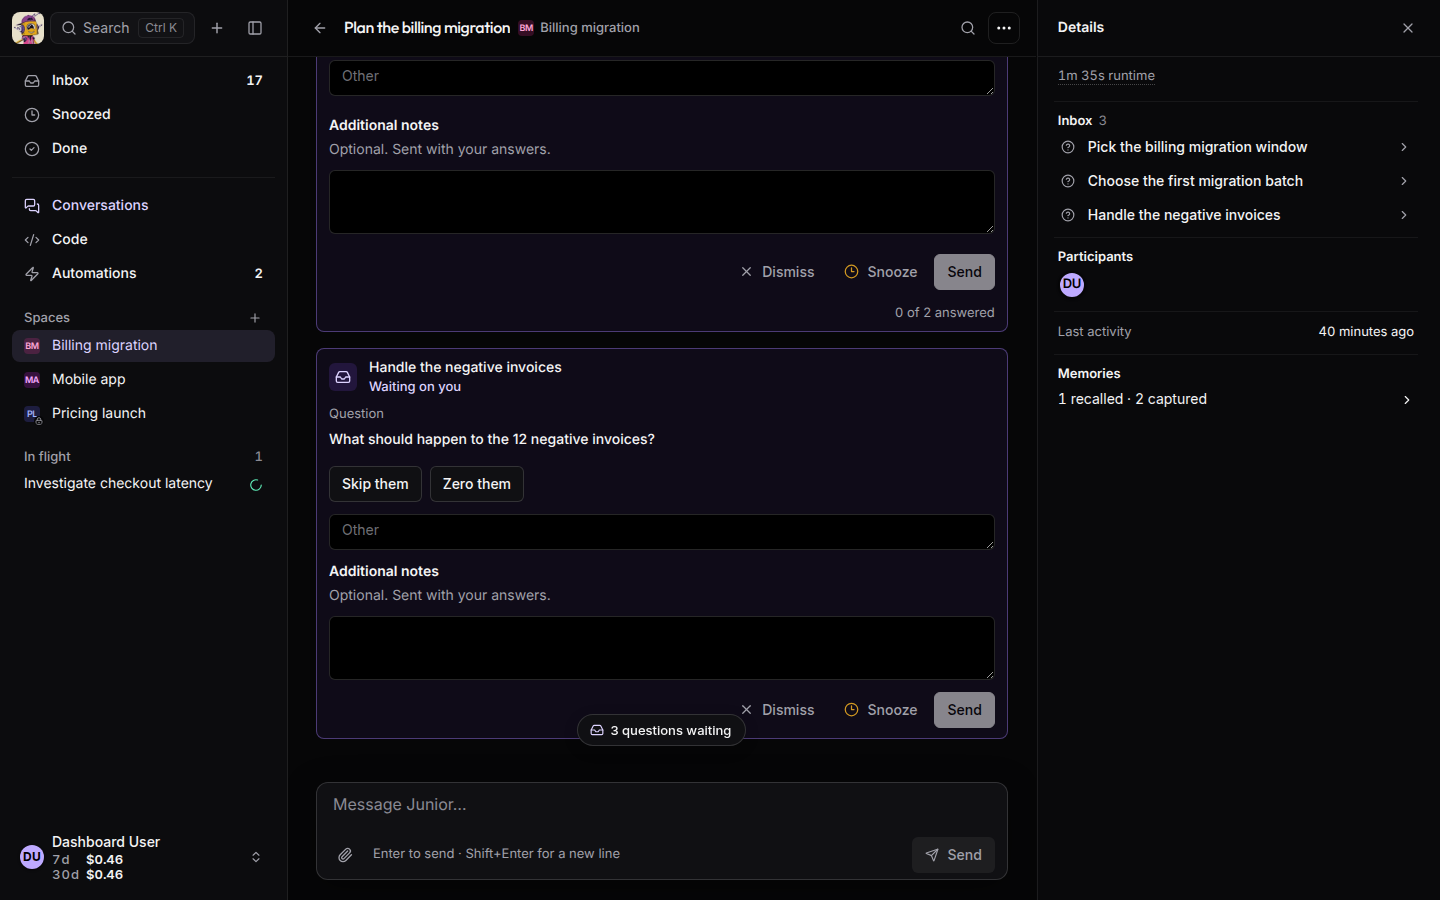 Search Ctrl K
Inbox 17
Snoozed
Done
Conversations
Code
Automations 2
Spaces
BM Billing migration
MA Mobile app
PL Pricing launch
In flight 1
Investigate checkout latency
DU Dashboard User
7d $0.46
30d $0.46
Plan the billing migration BM Billing migration
Other
Additional notes
Optional. Sent with your answers.
Dismiss Snooze Send
0 of 2 answered
Handle the negative invoices
Waiting on you
Question
What should happen to the 12 negative invoices?
Skip them Zero them
Other
Additional notes
Optional. Sent with your answers.
Dismiss Snooze Send
3 questions waiting
Message Junior...
Enter to send · Shift+Enter for a new line Send
Details
1m 35s runtime
Inbox 3
Pick the billing migration window
Choose the first migration batch
Handle the negative invoices
Participants
DU
Last activity 40 minutes ago
Memories
1 recalled · 2 captured